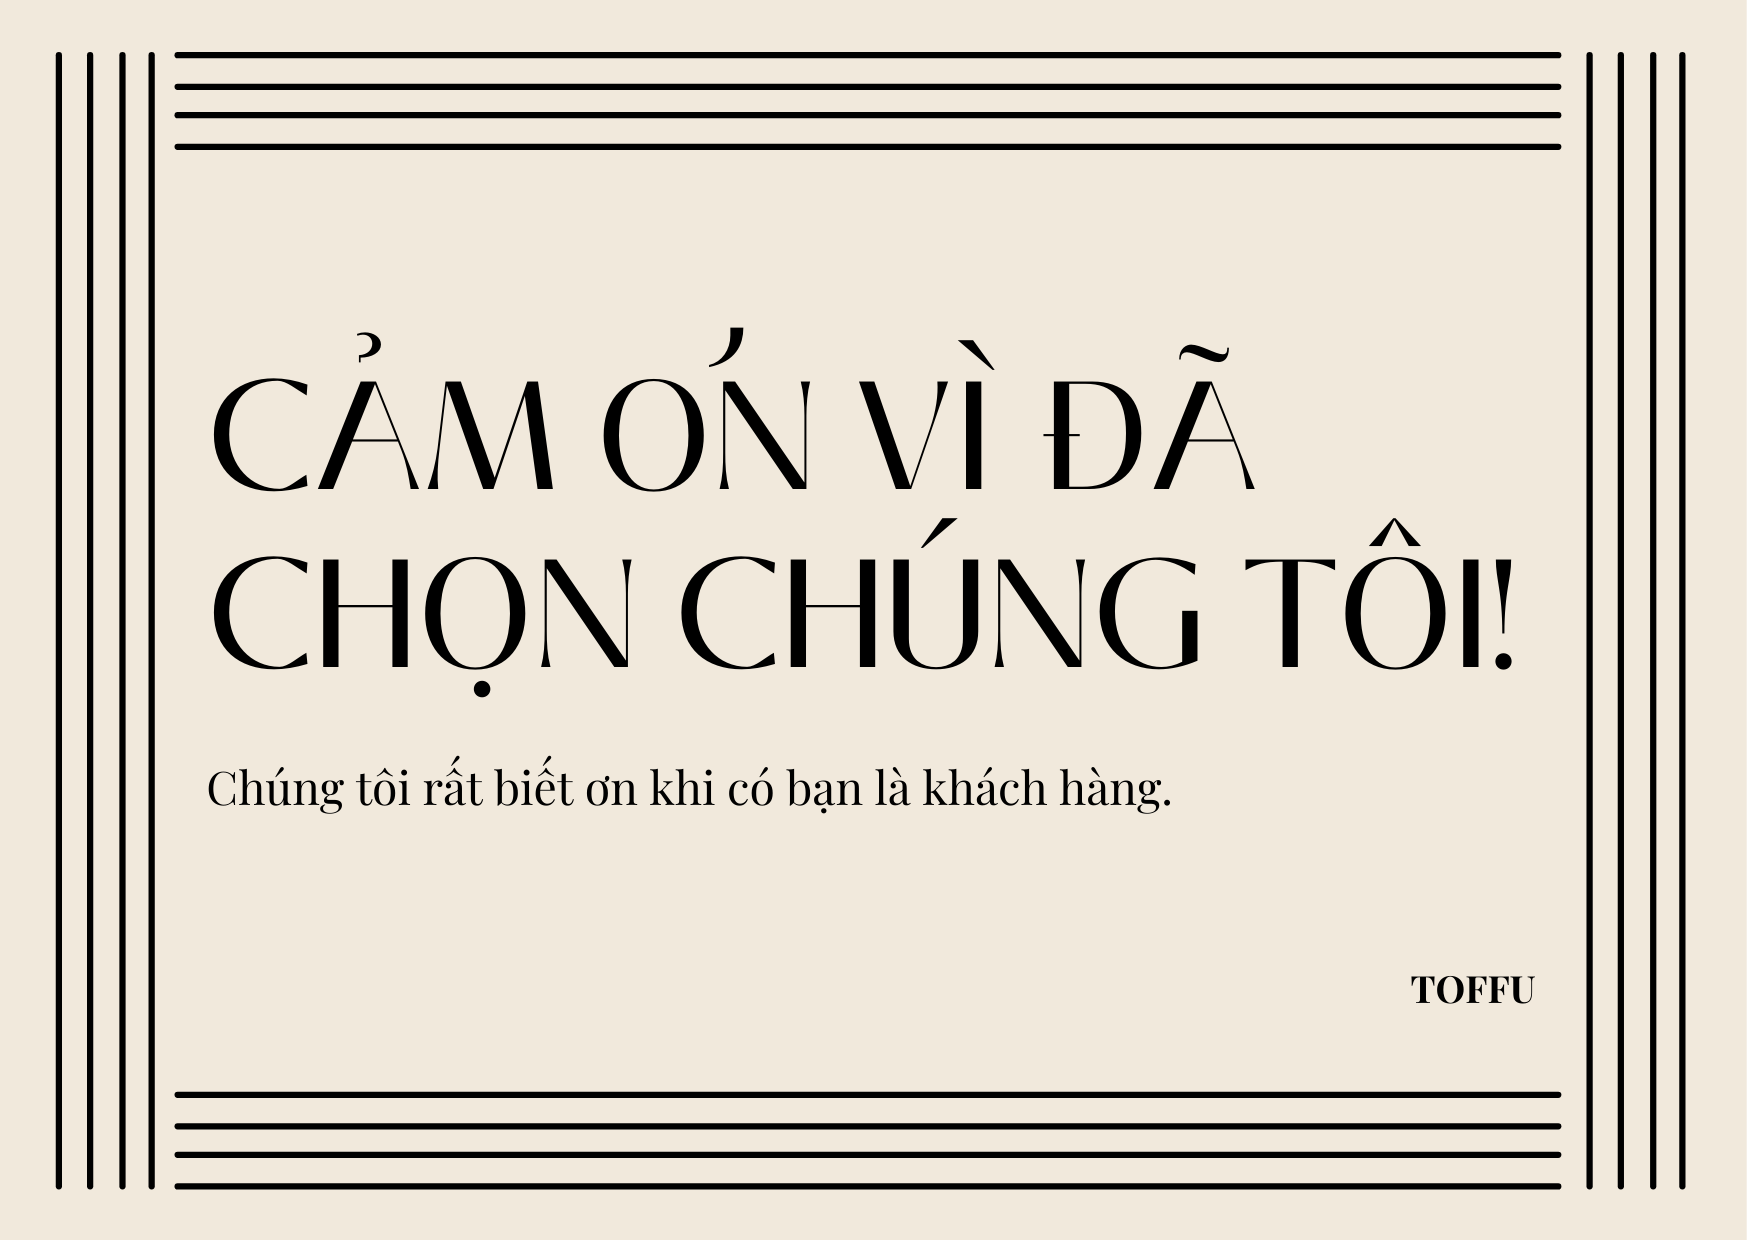 CẢM ƠN VÌ ĐÃ
CHỌN CHÚNG TÔI!
Chúng tôi rất biết ơn khi có bạn là khách hàng.
TOFFU